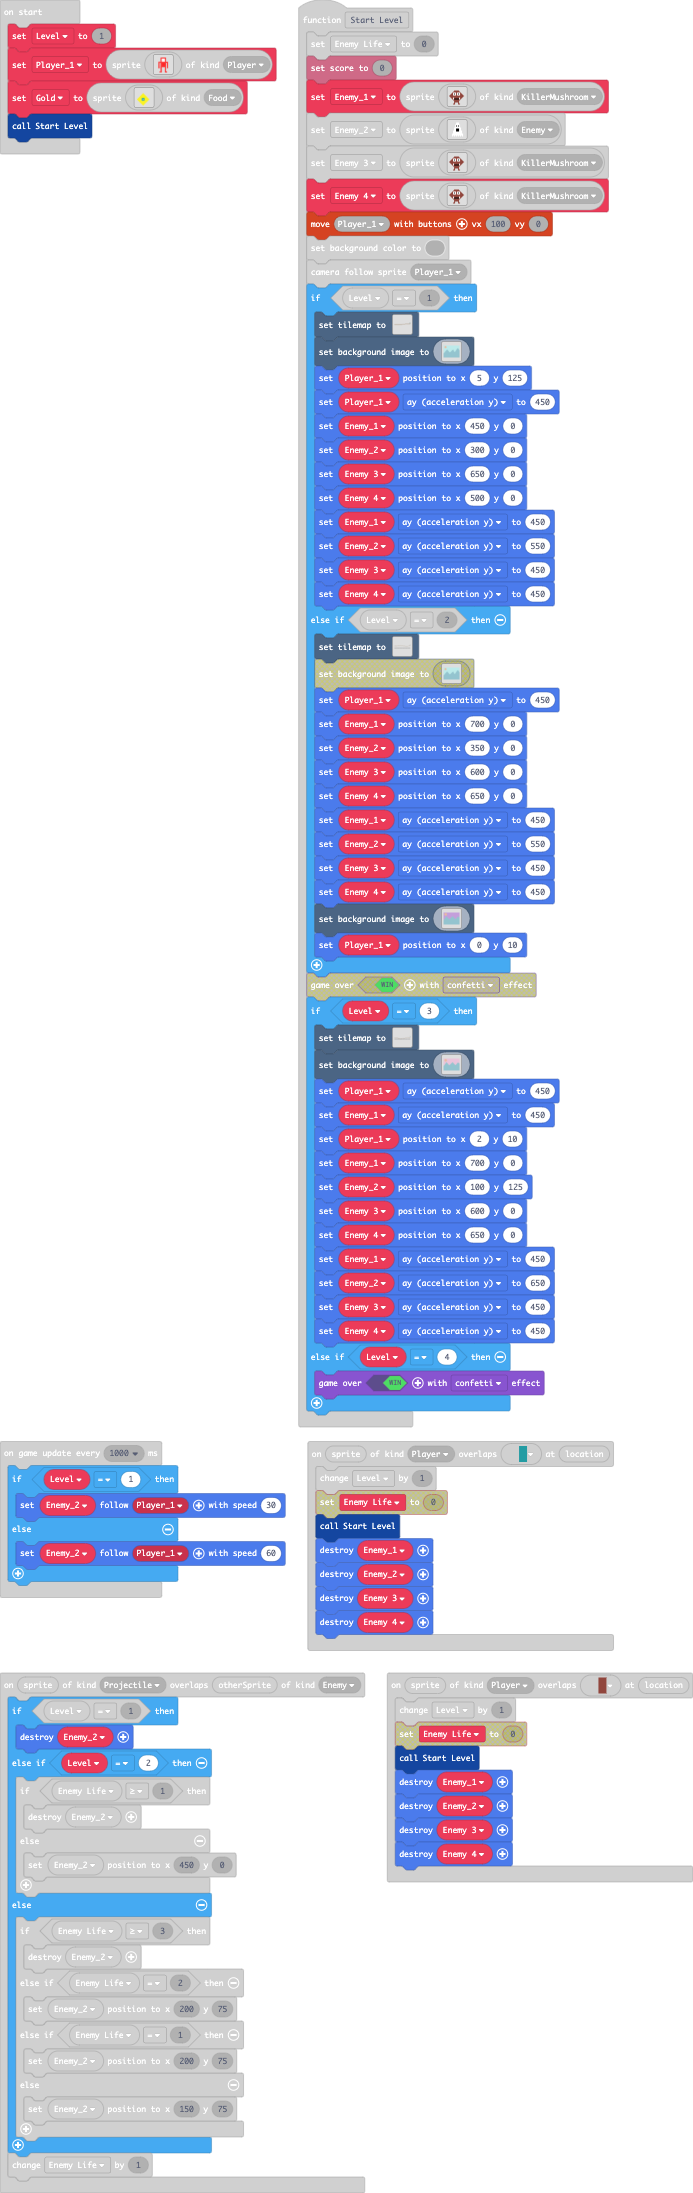 on start
set Level to 1
set Player_1 to sprite of kind Player
set Gold to sprite of kind Food
call Start Level
function Start Level
set Enemy Life to 0
set score to 0
set Enemy_1 to sprite of kind KillerMushroom
set Enemy_2 to sprite of kind Enemy
set Enemy 3 to sprite of kind KillerMushroom
set Enemy 4 to sprite of kind KillerMushroom
move Player_1 with buttons vx 100 vy 0
set background color to
camera follow sprite Player_1
if Level = 1 then
set tilemap to
set background image to
set Player_1 position to x 5 y 125
set Player_1 ay (acceleration y) to 450
set Enemy_1 position to x 450 y 0
set Enemy_2 position to x 300 y 0
set Enemy 3 position to x 650 y 0
set Enemy 4 position to x 500 y 0
set Enemy_1 ay (acceleration y) to 450
set Enemy_2 ay (acceleration y) to 550
set Enemy 3 ay (acceleration y) to 450
set Enemy 4 ay (acceleration y) to 450
else if Level = 2 then
set tilemap to
set background image to
set Player_1 ay (acceleration y) to 450
set Enemy_1 position to x 700 y 0
set Enemy_2 position to x 350 y 0
set Enemy 3 position to x 600 y 0
set Enemy 4 position to x 650 y 0
set Enemy_1 ay (acceleration y) to 450
set Enemy_2 ay (acceleration y) to 550
set Enemy 3 ay (acceleration y) to 450
set Enemy 4 ay (acceleration y) to 450
set background image to
set Player_1 position to x 0 y 10
game over WIN with confetti effect
if Level = 3 then
set tilemap to
set background image to
set Player_1 ay (acceleration y) to 450
set Enemy_1 ay (acceleration y) to 450
set Player_1 position to x 2 y 10
set Enemy_1 position to x 700 y 0
set Enemy_2 position to x 100 y 125
set Enemy 3 position to x 600 y 0
set Enemy 4 position to x 650 y 0
set Enemy_1 ay (acceleration y) to 450
set Enemy_2 ay (acceleration y) to 650
set Enemy 3 ay (acceleration y) to 450
set Enemy 4 ay (acceleration y) to 450
else if Level = 4 then
game over WIN with confetti effect
on game update every 1000 ms
if Level = 1 then
set Enemy_2 follow Player_1 with speed 30
else
set Enemy_2 follow Player_1 with speed 60
on sprite of kind Player overlaps at location
change Level by 1
set Enemy Life to 0
call Start Level
destroy Enemy_1
destroy Enemy_2
destroy Enemy 3
destroy Enemy 4
on sprite of kind Projectile overlaps otherSprite of kind Enemy
if Level = 1 then
destroy Enemy_2
else if Level = 2 then
if Enemy Life ≥ 1 then
destroy Enemy_2
else
set Enemy_2 position to x 450 y 0
else
if Enemy Life ≥ 3 then
destroy Enemy_2
else if Enemy Life = 2 then
set Enemy_2 position to x 200 y 75
else if Enemy Life = 1 then
set Enemy_2 position to x 200 y 75
else
set Enemy_2 position to x 150 y 75
change Enemy Life by 1
on sprite of kind Player overlaps at location
change Level by 1
set Enemy Life to 0
call Start Level
destroy Enemy_1
destroy Enemy_2
destroy Enemy 3
destroy Enemy 4